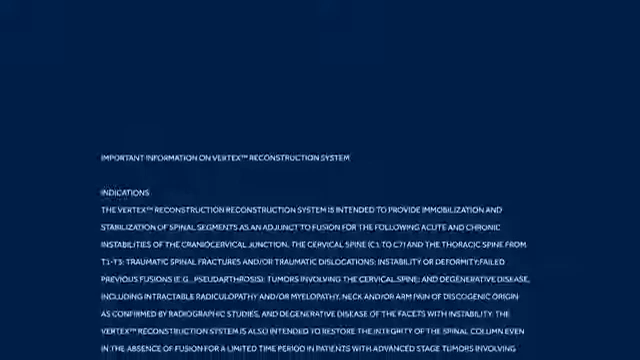 IMPORTANT INFORMATION ON VERTEX™ RECONSTRUCTION SYSTEM
INDICATIONS
THE VERTEX™ RECONSTRUCTION RECONSTRUCTION SYSTEM IS INTENDED TO PROVIDE IMMOBILIZATION AND
STABILIZATION OF SPINAL SEGMENTS AS AN ADJUNCT TO FUSION FOR THE FOLLOWING ACUTE AND CHRONIC
INSTABILITIES OF THE CRANIOCERVICAL JUNCTION, THE CERVICAL SPINE (C1 TO C7) AND THE THORACIC SPINE FROM
T1-T3: TRAUMATIC SPINAL FRACTURES AND/OR TRAUMATIC DISLOCATIONS; INSTABILITY OR DEFORMITY; FAILED
PREVIOUS FUSIONS (E.G., PSEUDARTHROSIS); TUMORS INVOLVING THE CERVICAL SPINE; AND DEGENERATIVE DISEASE,
INCLUDING INTRACTABLE RADICULOPATHY AND/OR MYELOPATHY, NECK AND/OR ARM PAIN OF DISCOGENIC ORIGIN
AS CONFIRMED BY RADIOGRAPHIC STUDIES, AND DEGENERATIVE DISEASE OF THE FACETS WITH INSTABILITY. THE
VERTEX™ RECONSTRUCTION SYSTEM IS ALSO INTENDED TO RESTORE THE INTEGRITY OF THE SPINAL COLUMN EVEN
IN THE ABSENCE OF FUSION FOR A LIMITED TIME PERIOD IN PATIENTS WITH ADVANCED STAGE TUMORS INVOLVING